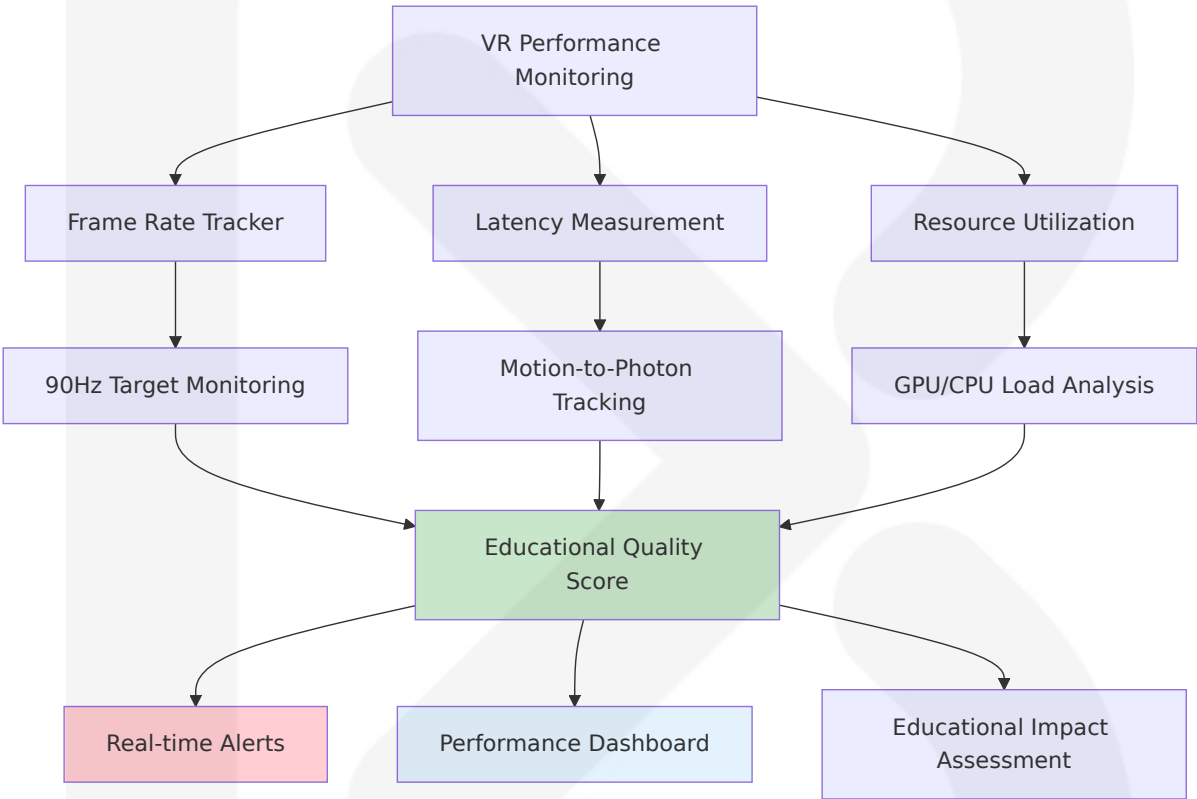 VR Performance
Monitoring
Frame Rate Tracker
Latency Measurement
Resource Utilization
90Hz Target Monitoring
Motion-to-Photon
Tracking
GPU/CPU Load Analysis
Educational Quality
Score
Real-time Alerts
Performance Dashboard
Educational Impact
Assessment